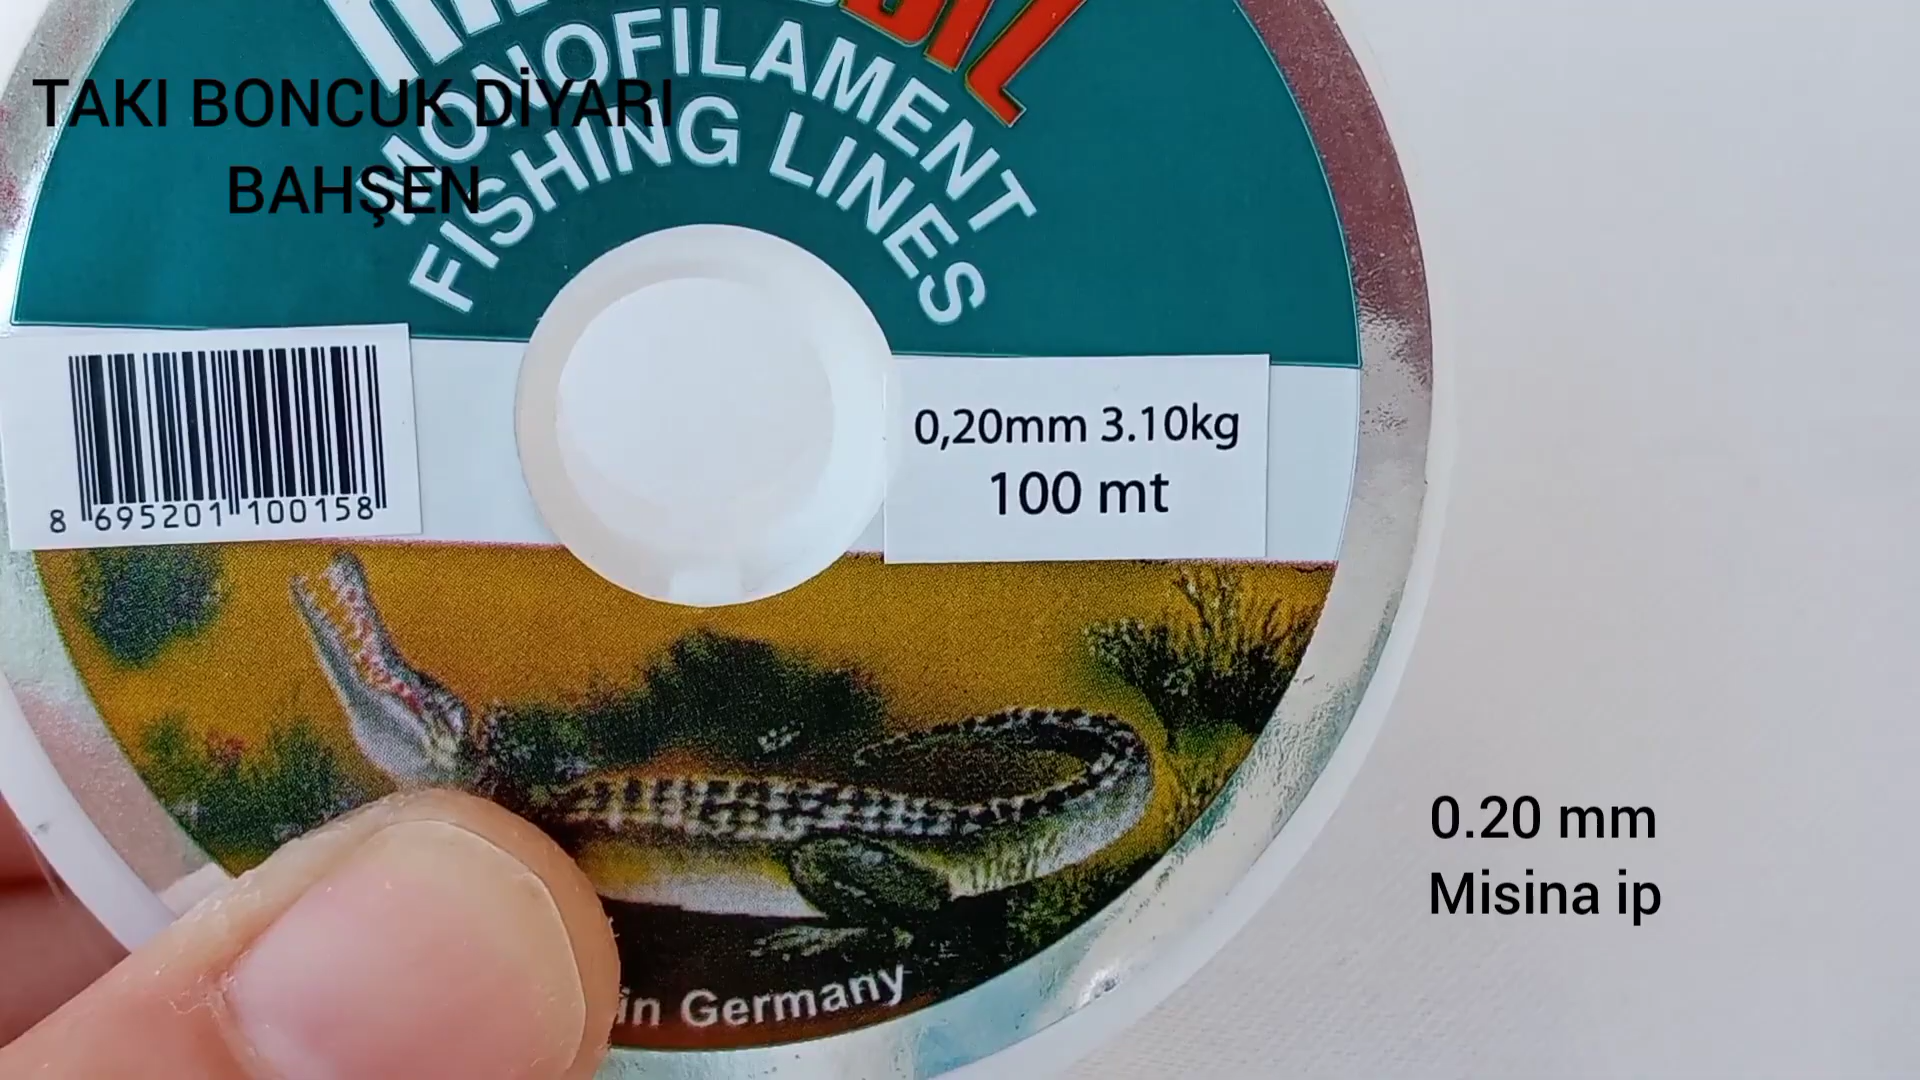 TAKI BONCUK DİYARI
BAHŞEN
MONOFILAMENT
FISHING LINES
8 695201 100158
0,20mm 3.10kg
100 mt
in Germany
0.20 mm
Misina ip